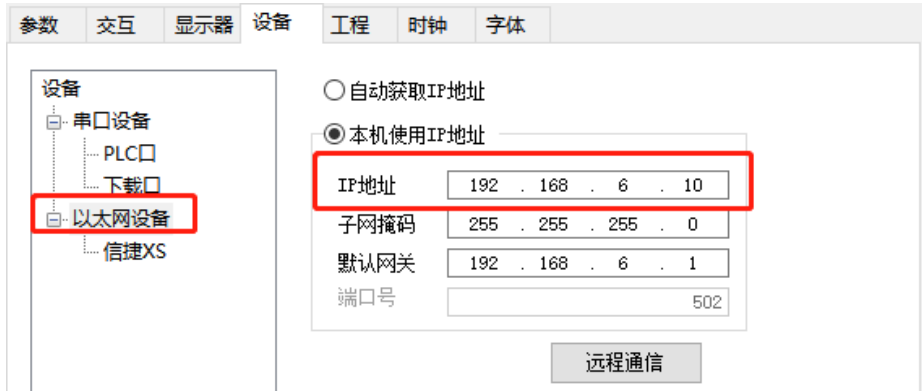 参数 交互 显示器 设备 工程 时钟 字体
设备
串口设备
PLC口
下载口
以太网设备
信捷XS
自动获取IP地址
本机使用IP地址
IP地址 192 . 168 . 6 . 10
子网掩码 255 . 255 . 255 . 0
默认网关 192 . 168 . 6 . 1
端口号 502
远程通信